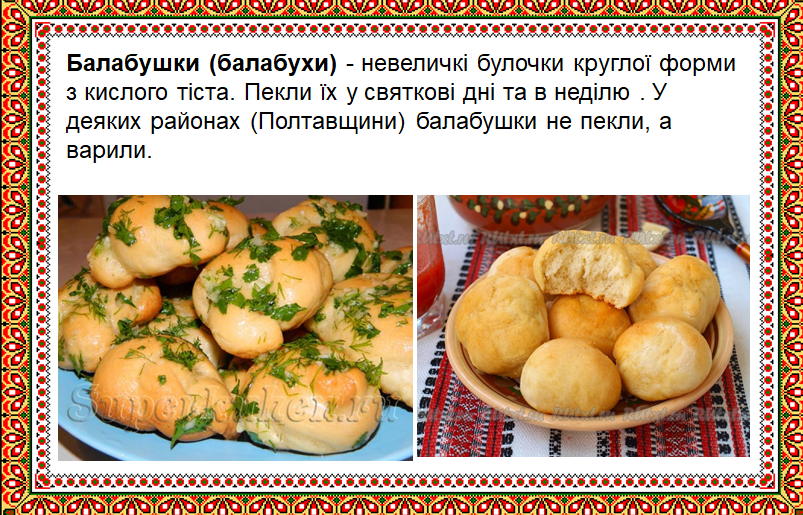 Балабушки (балабухи) - невеличкі булочки круглої форми
з кислого тіста. Пекли їх у святкові дні та в неділю . У
деяких районах (Полтавщини) балабушки не пекли, а
варили.